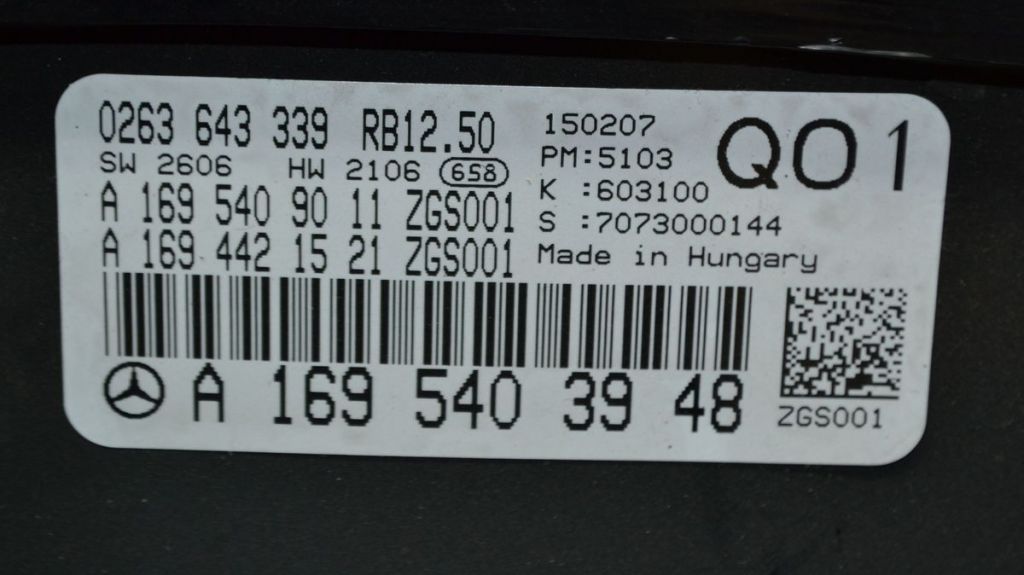 0263 643 339 RB12.50
SW 2606 HW 2106 658
A 169 540 90 11 ZGS001
A 169 442 15 21 ZGS001
150207
PM:5103
K :603100
S :7073000144
Made in Hungary
Q01
A 169 540 39 48
ZGS001